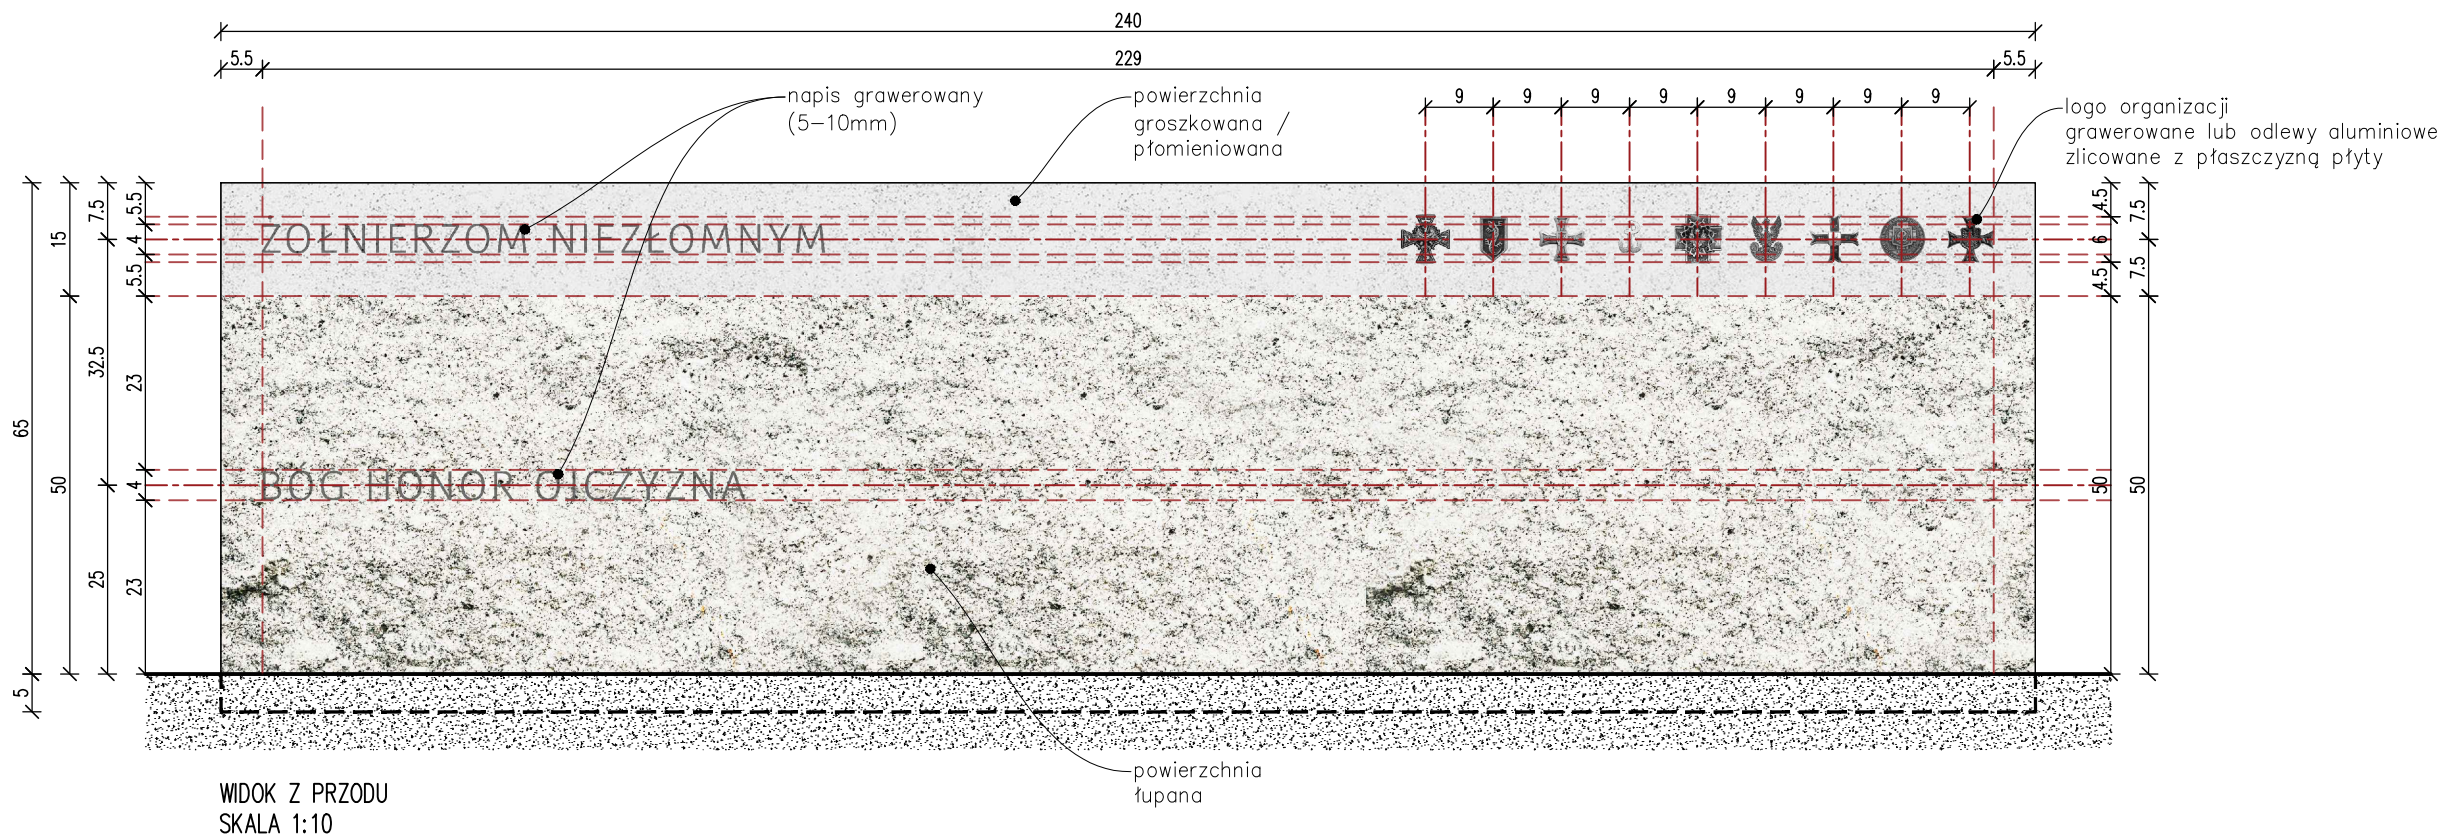 240
5.5 229 5.5
napis grawerowany
(5-10mm)
powierzchnia
groszkowana /
płomieniowana
9 9 9 9 9 9 9 9
logo organizacji
grawerowane lub odlewy aluminiowe
zlicowane z płaszczyzną płyty
65
5
15
50
7.5
32.5
25
5.5
4
5.5
23
4
23
ŻOŁNIERZOM NIEZŁOMNYM
BÓG HONOR OJCZYZNA
4.5
6
4.5
50
7.5
7.5
50
powierzchnia
łupana
WIDOK Z PRZODU
SKALA 1:10